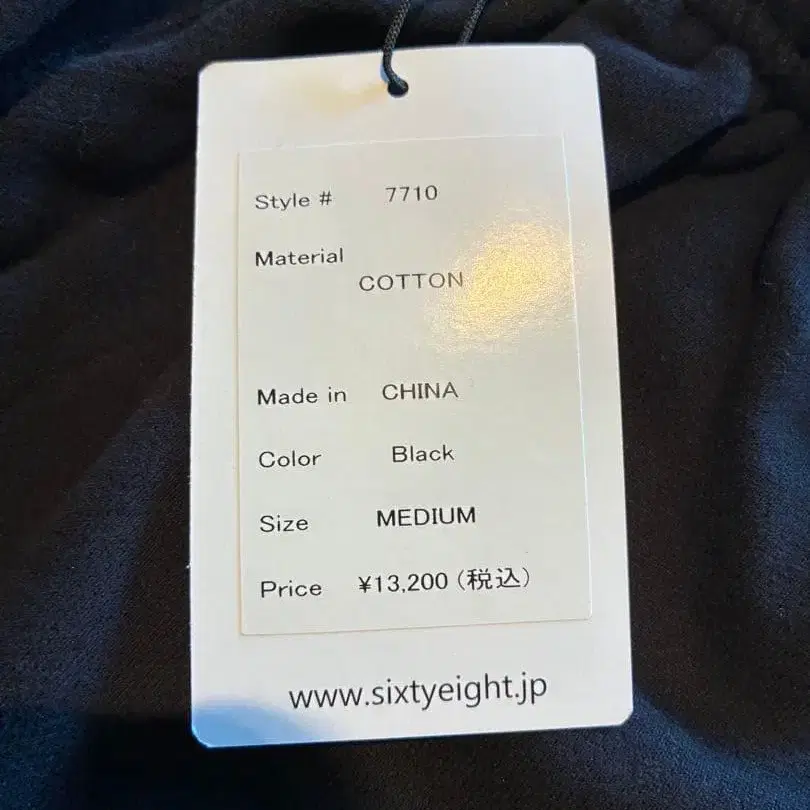 Style # 7710
Material
COTTON
Made in CHINA
Color Black
Size MEDIUM
Price ¥13,200 (税込)
www.sixtyeight.jp